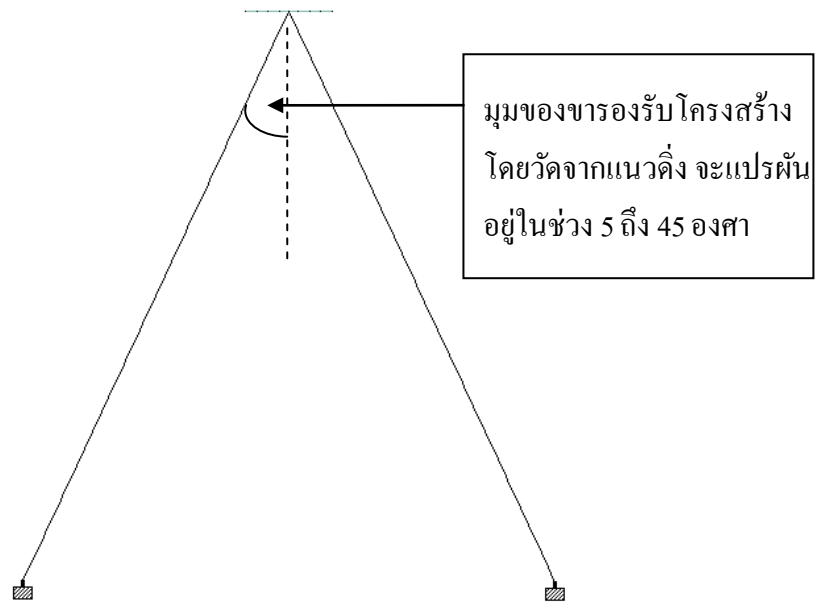 มุมของขารองรับโครงสร้าง
โดยวัดจากแนวดิ่ง จะแปรผัน
อยู่ในช่วง 5 ถึง 45 องศา